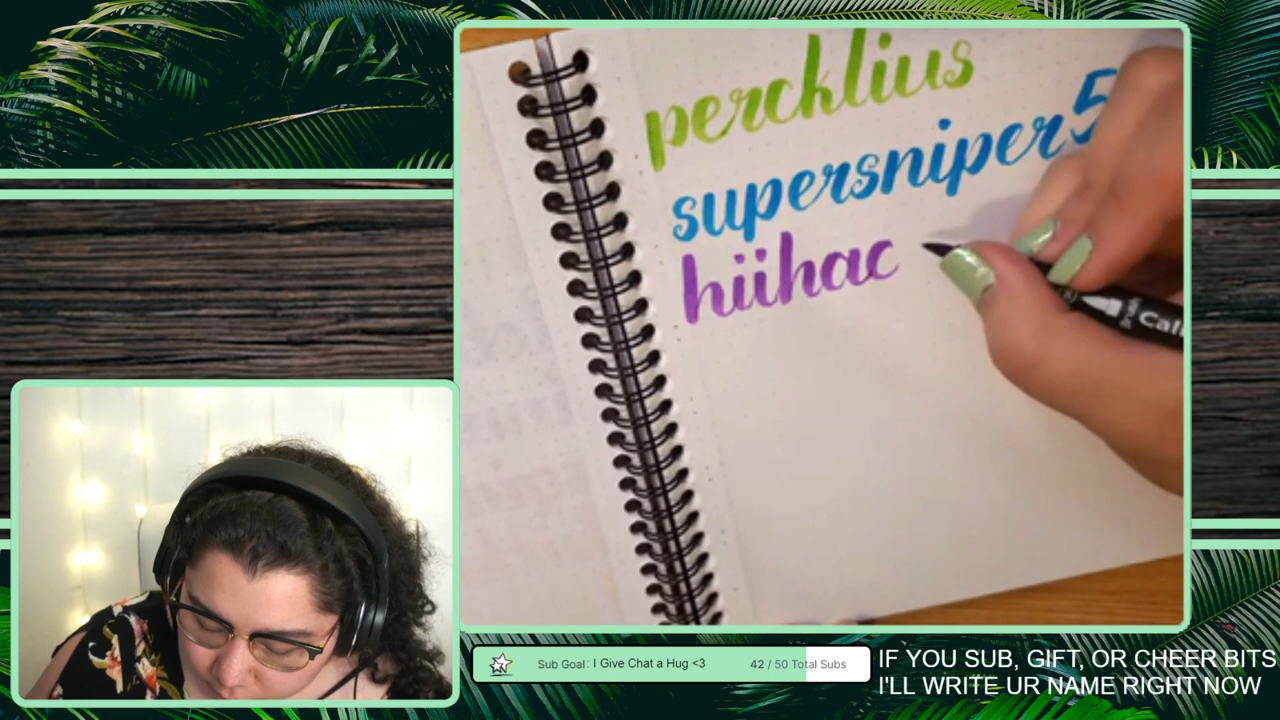 percklius
supersniper5
hiihac
Call
Sub Goal: I Give Chat a Hug <3
42 / 50 Total Subs
IF YOU SUB, GIFT, OR CHEER BITS
I'LL WRITE UR NAME RIGHT NOW